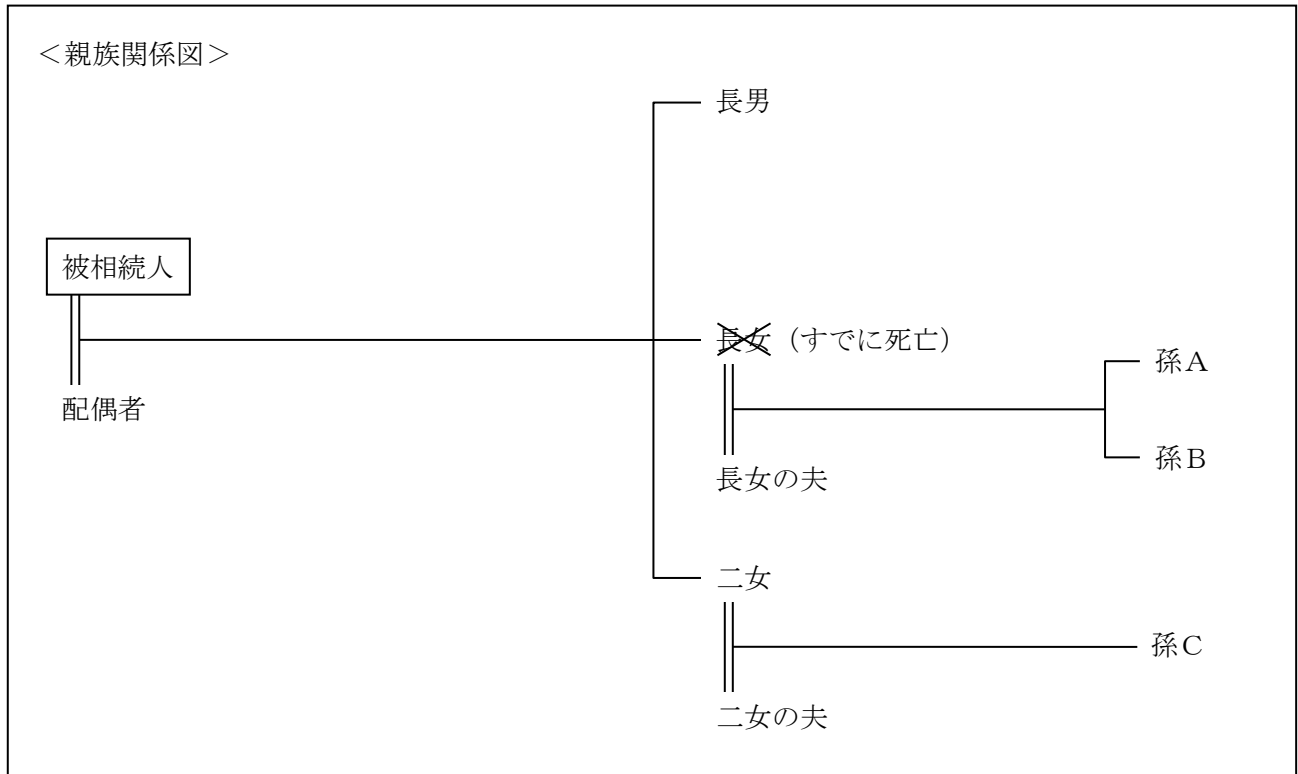 ＜親族関係図＞
長男
被相続人
長女（すでに死亡）
孫Ａ
配偶者
孫Ｂ
長女の夫
二女
孫Ｃ
二女の夫